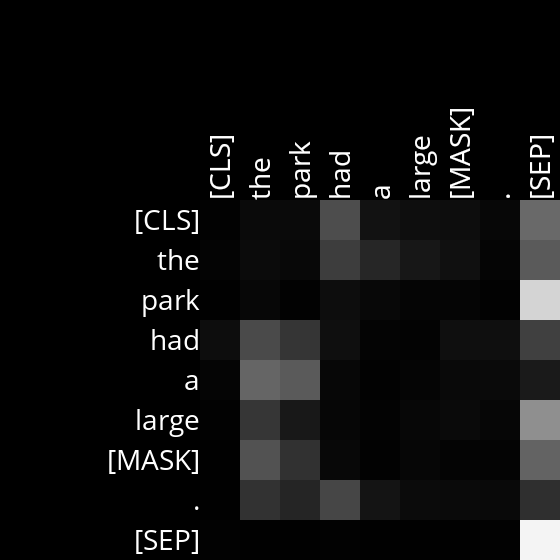 [CLS] the park had a large [MASK] . [SEP]
[CLS]
the
park
had
a
large
[MASK]
.
[SEP]